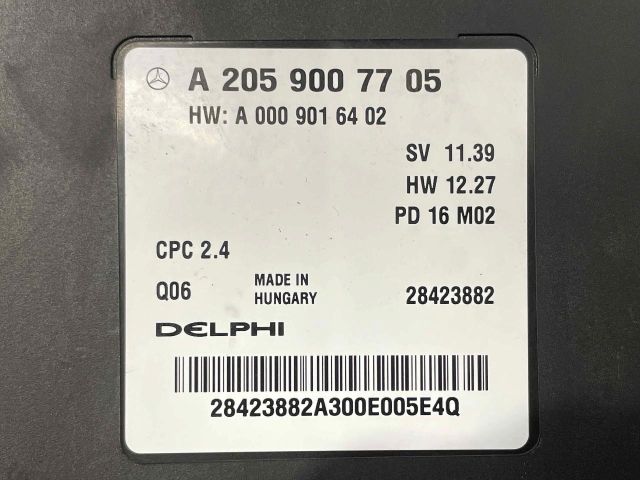 A 205 900 77 05
HW: A 000 901 64 02
SV 11.39
HW 12.27
PD 16 M02
CPC 2.4
Q06
MADE IN
HUNGARY
28423882
DELPHI
28423882A300E005E4Q